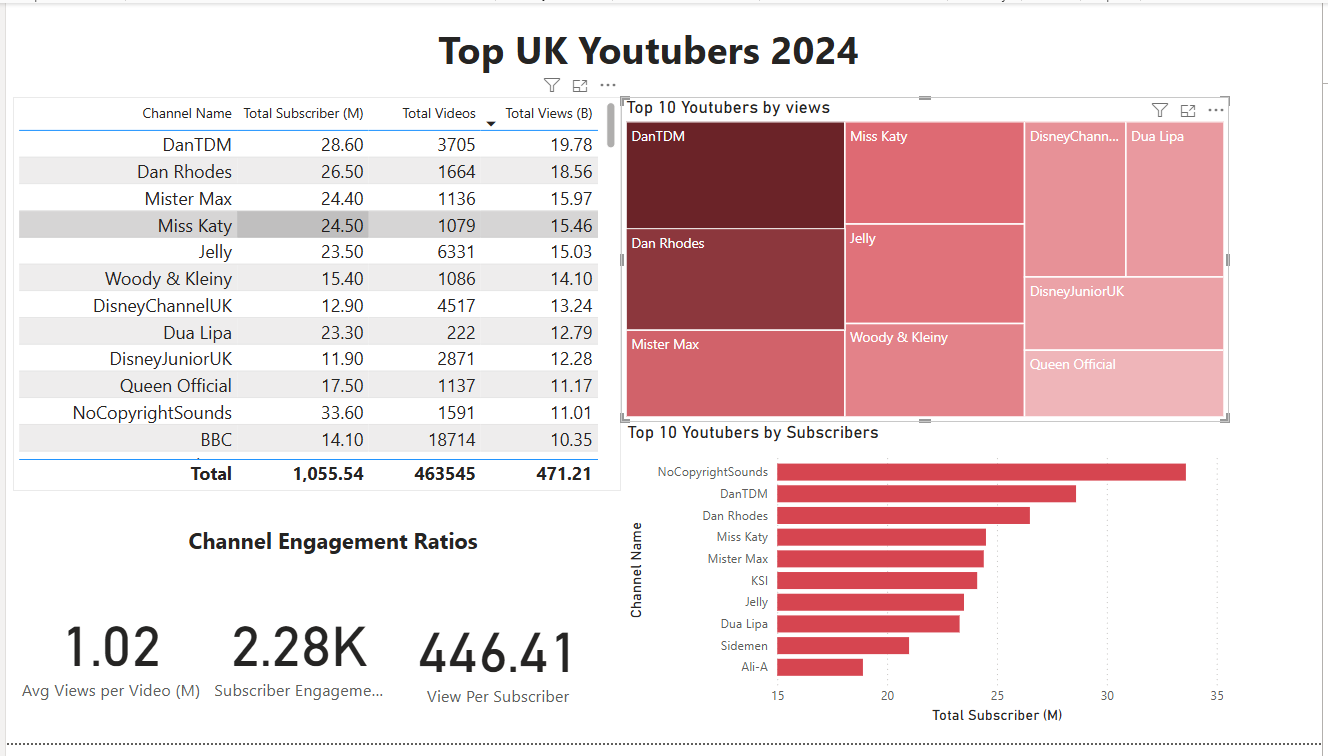 Top UK Youtubers 2024
Channel Name Total Subscriber (M) Total Videos Total Views (B)
DanTDM 28.60 3705 19.78
Dan Rhodes 26.50 1664 18.56
Mister Max 24.40 1136 15.97
Miss Katy 24.50 1079 15.46
Jelly 23.50 6331 15.03
Woody & Kleiny 15.40 1086 14.10
DisneyChannelUK 12.90 4517 13.24
Dua Lipa 23.30 222 12.79
DisneyJuniorUK 11.90 2871 12.28
Queen Official 17.50 1137 11.17
NoCopyrightSounds 33.60 1591 11.01
BBC 14.10 18714 10.35
Total 1,055.54 463545 471.21
Top 10 Youtubers by views
DanTDM
Dan Rhodes
Mister Max
Miss Katy
Jelly
Woody & Kleiny
DisneyChann...
Dua Lipa
DisneyJuniorUK
Queen Official
Channel Engagement Ratios
1.02
Avg Views per Video (M)
2.28K
Subscriber Engageme...
446.41
View Per Subscriber
Top 10 Youtubers by Subscribers
Channel Name
NoCopyrightSounds
DanTDM
Dan Rhodes
Miss Katy
Mister Max
KSI
Jelly
Dua Lipa
Sidemen
Ali-A
15 20 25 30 35
Total Subscriber (M)